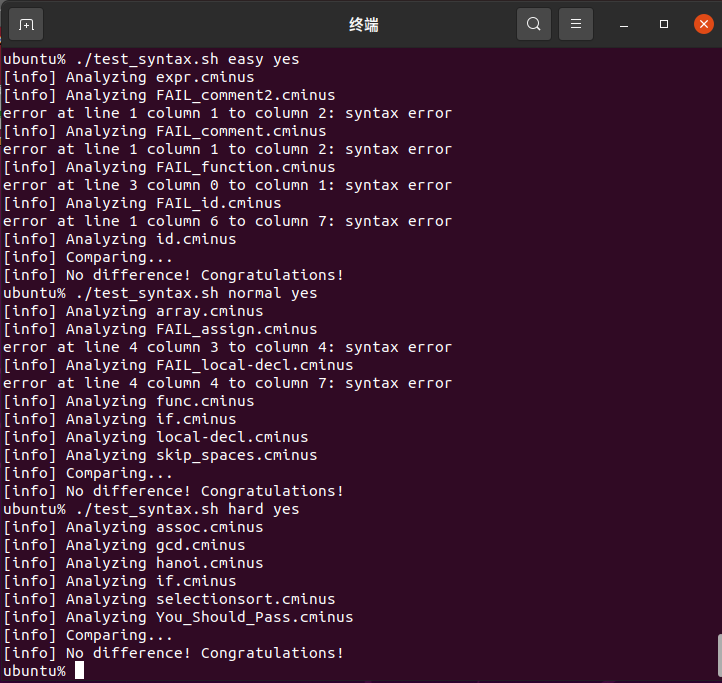 终端
ubuntu% ./test_syntax.sh easy yes
[info] Analyzing expr.cminus
[info] Analyzing FAIL_comment2.cminus
error at line 1 column 1 to column 2: syntax error
[info] Analyzing FAIL_comment.cminus
error at line 1 column 1 to column 2: syntax error
[info] Analyzing FAIL_function.cminus
error at line 3 column 0 to column 1: syntax error
[info] Analyzing FAIL_id.cminus
error at line 1 column 6 to column 7: syntax error
[info] Analyzing id.cminus
[info] Comparing...
[info] No difference! Congratulations!
ubuntu% ./test_syntax.sh normal yes
[info] Analyzing array.cminus
[info] Analyzing FAIL_assign.cminus
error at line 4 column 3 to column 4: syntax error
[info] Analyzing FAIL_local-decl.cminus
error at line 4 column 4 to column 7: syntax error
[info] Analyzing func.cminus
[info] Analyzing if.cminus
[info] Analyzing local-decl.cminus
[info] Analyzing skip_spaces.cminus
[info] Comparing...
[info] No difference! Congratulations!
ubuntu% ./test_syntax.sh hard yes
[info] Analyzing assoc.cminus
[info] Analyzing gcd.cminus
[info] Analyzing hanoi.cminus
[info] Analyzing if.cminus
[info] Analyzing selectionsort.cminus
[info] Analyzing You_Should_Pass.cminus
[info] Comparing...
[info] No difference! Congratulations!
ubuntu%